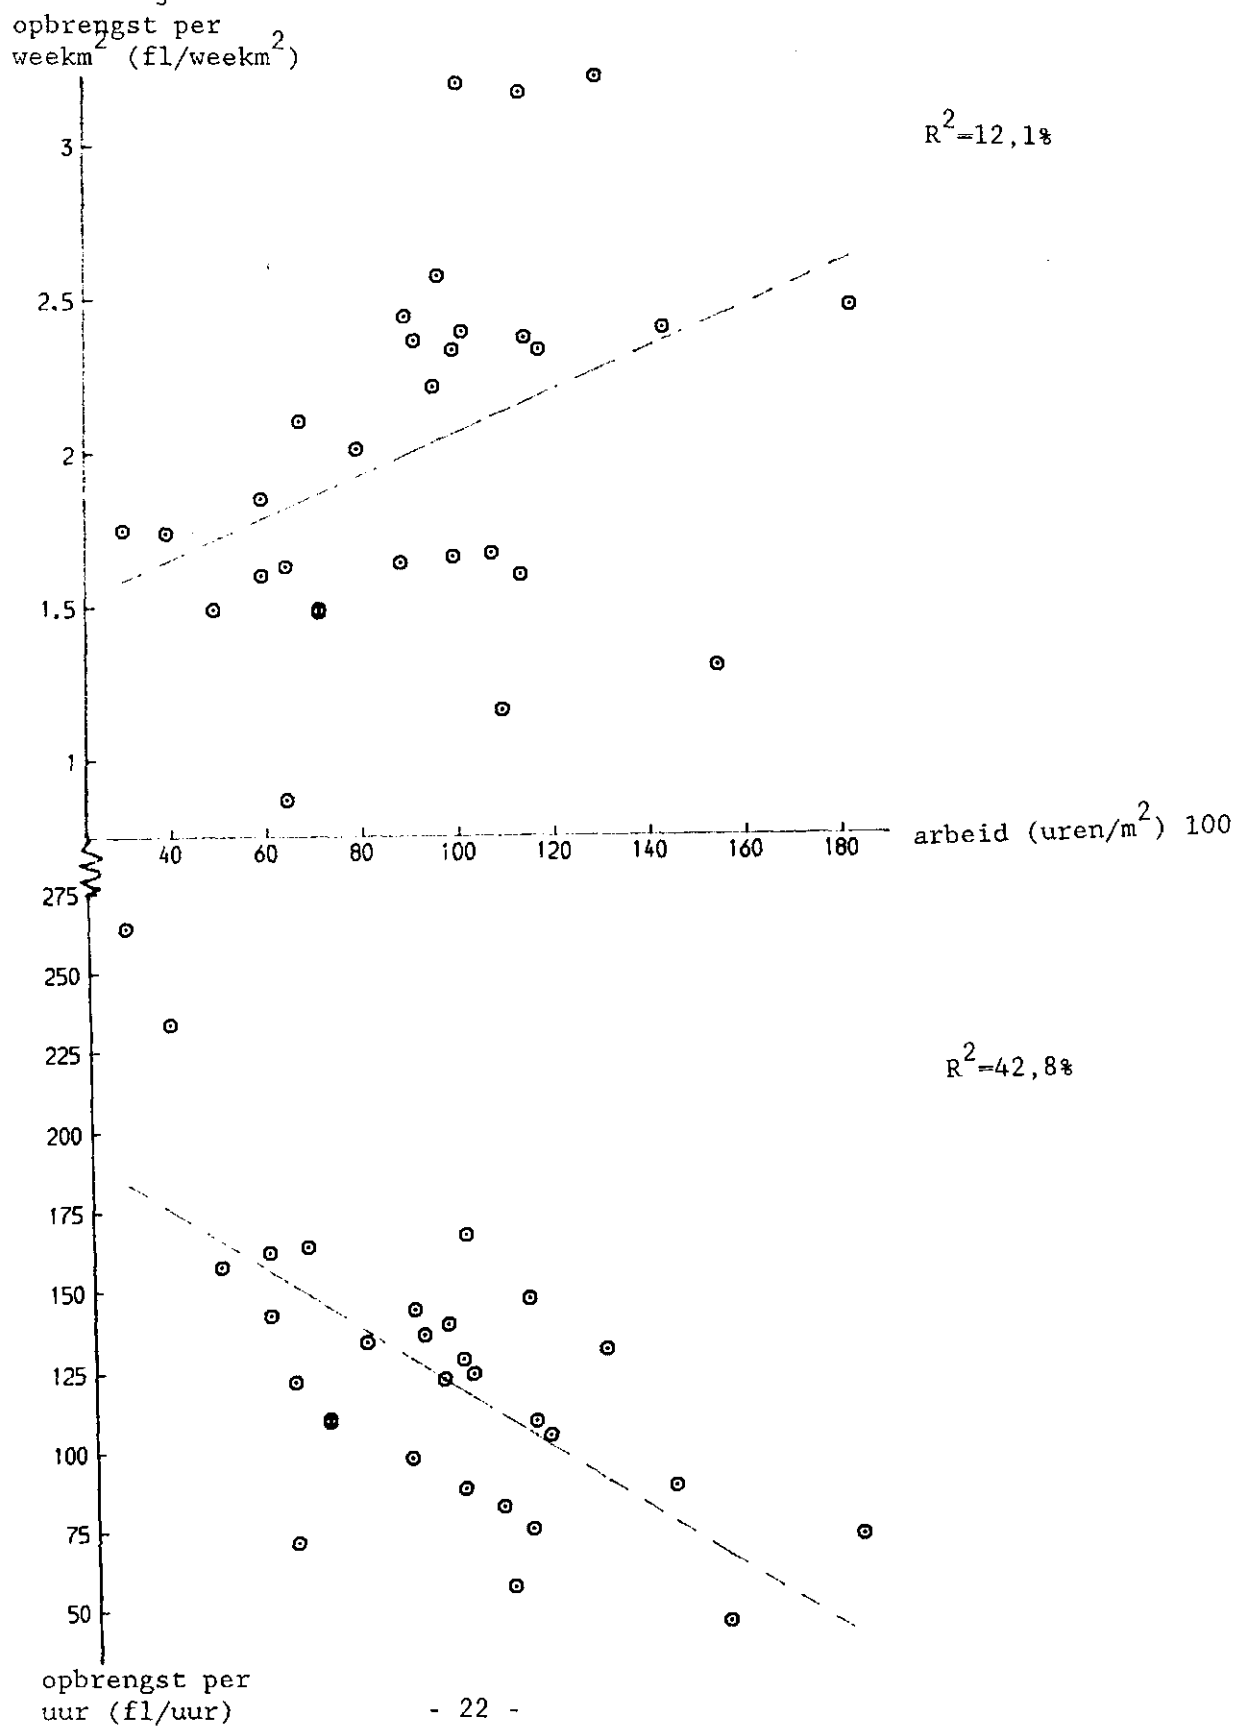 opbrengst per
weekm² (fl/weekm²)
R²=12,1%
3
2.5
2
1.5
1
40 60 80 100 120 140 160 180
arbeid (uren/m²) 100
275
250
225
200
175
150
125
100
75
50
R²=42,8%
opbrengst per
uur (fl/uur)
- 22 -